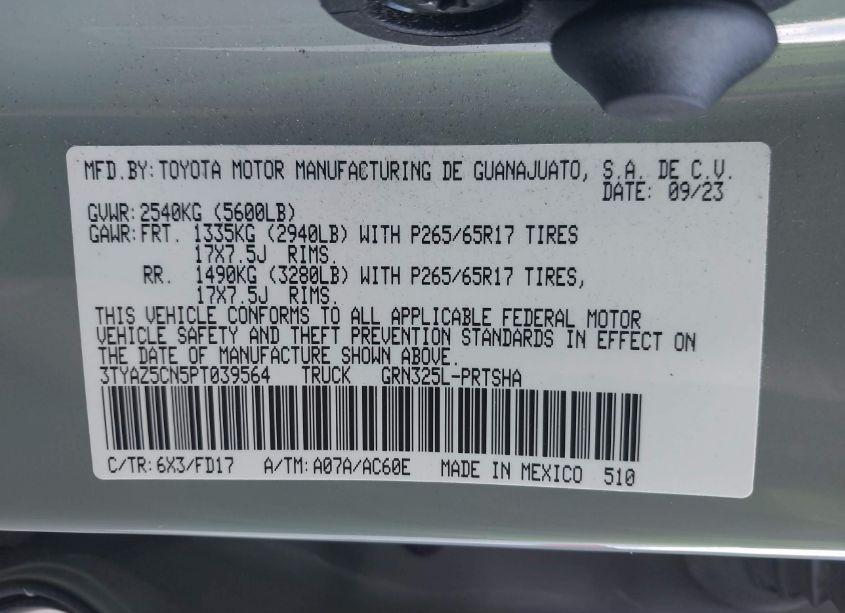 MFD.BY: TOYOTA MOTOR MANUFACTURING DE GUANAJUATO, S.A. DE C.V.
DATE: 09/23
GVWR: 2540KG (5600LB)
GAWR: FRT. 1335KG (2940LB) WITH P265/65R17 TIRES
17X7.5J RIMS.
RR. 1490KG (3280LB) WITH P265/65R17 TIRES,
17X7.5J RIMS.
THIS VEHICLE CONFORMS TO ALL APPLICABLE FEDERAL MOTOR
VEHICLE SAFETY AND THEFT PREVENTION STANDARDS IN EFFECT ON
THE DATE OF MANUFACTURE SHOWN ABOVE.
3TYAZ5CN5PT039564 TRUCK GRN325L-PRTSHA
C/TR: 6X3/FD17 A/TM: A07A/AC60E MADE IN MEXICO 510